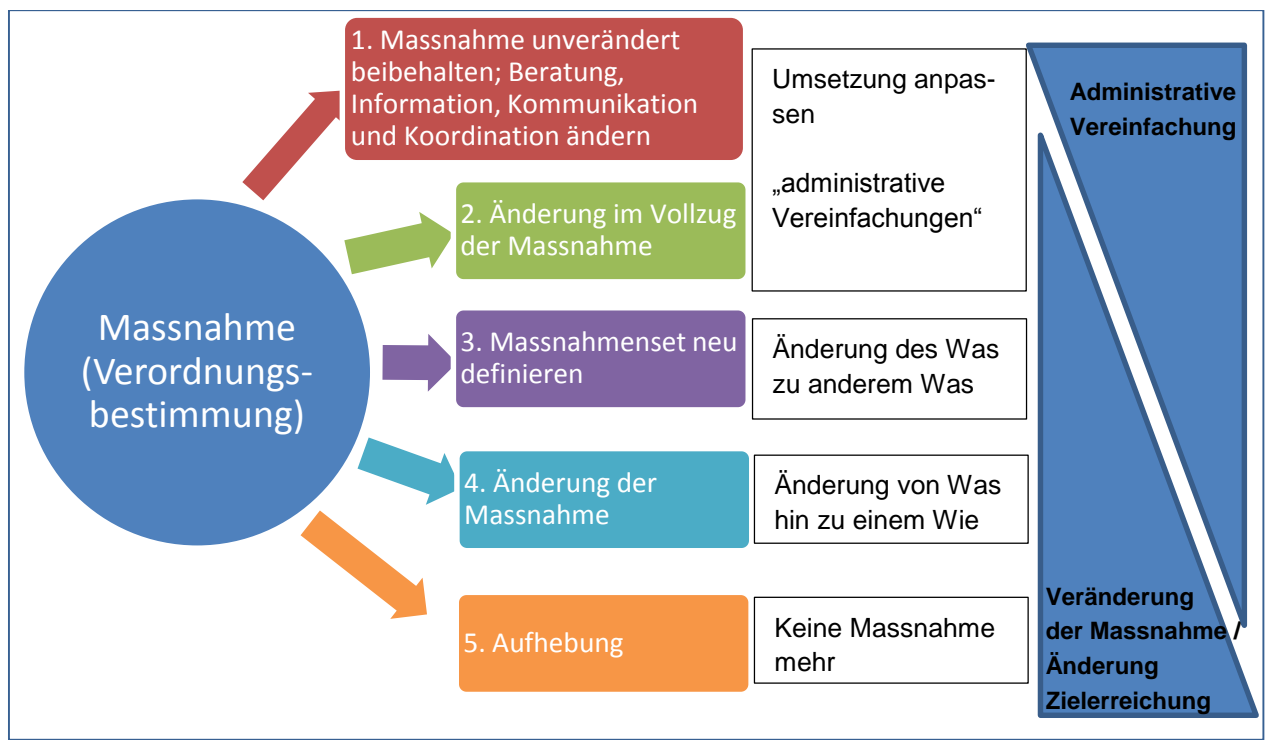 Massnahme
(Verordnungs-
bestimmung)
1. Massnahme unverändert
beibehalten; Beratung,
Information, Kommunikation
und Koordination ändern
2. Änderung im Vollzug
der Massnahme
Umsetzung anpas-
sen
„administrative
Vereinfachungen“
3. Massnahmenset neu
definieren
Änderung des Was
zu anderem Was
4. Änderung der
Massnahme
Änderung von Was
hin zu einem Wie
5. Aufhebung
Keine Massnahme
mehr
Administrative
Vereinfachung
Veränderung
der Massnahme /
Änderung
Zielerreichung